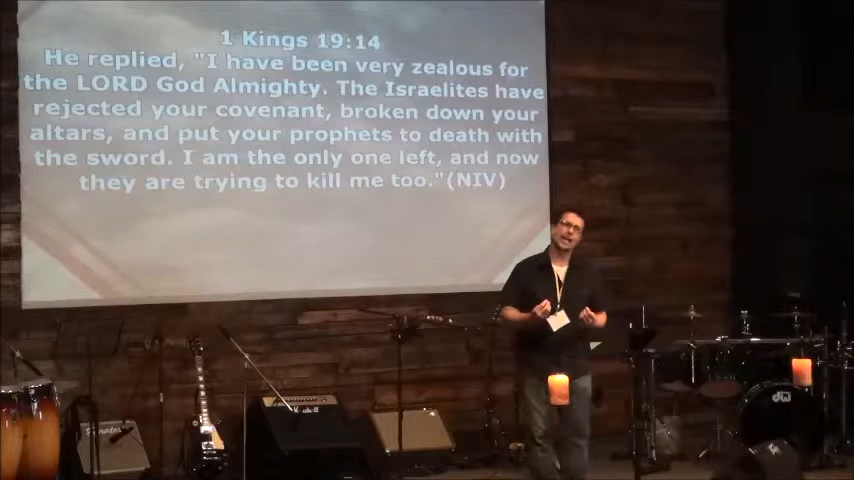 1 Kings 19:14
He replied, "I have been very zealous for
the LORD God Almighty. The Israelites have
rejected your covenant, broken down your
altars, and put your prophets to death with
the sword. I am the only one left, and now
they are trying to kill me too."(NIV)
Marshall
dw